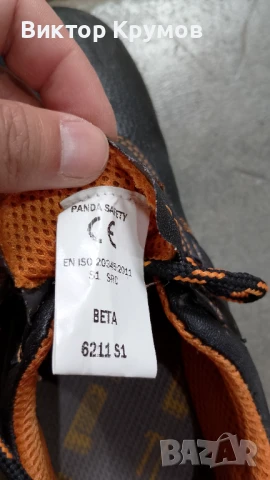 Виктор Крумов
PANDA SAFETY
CE
EN ISO 20345:2011
S1 SRC
BETA
6211 S1
BAZAR